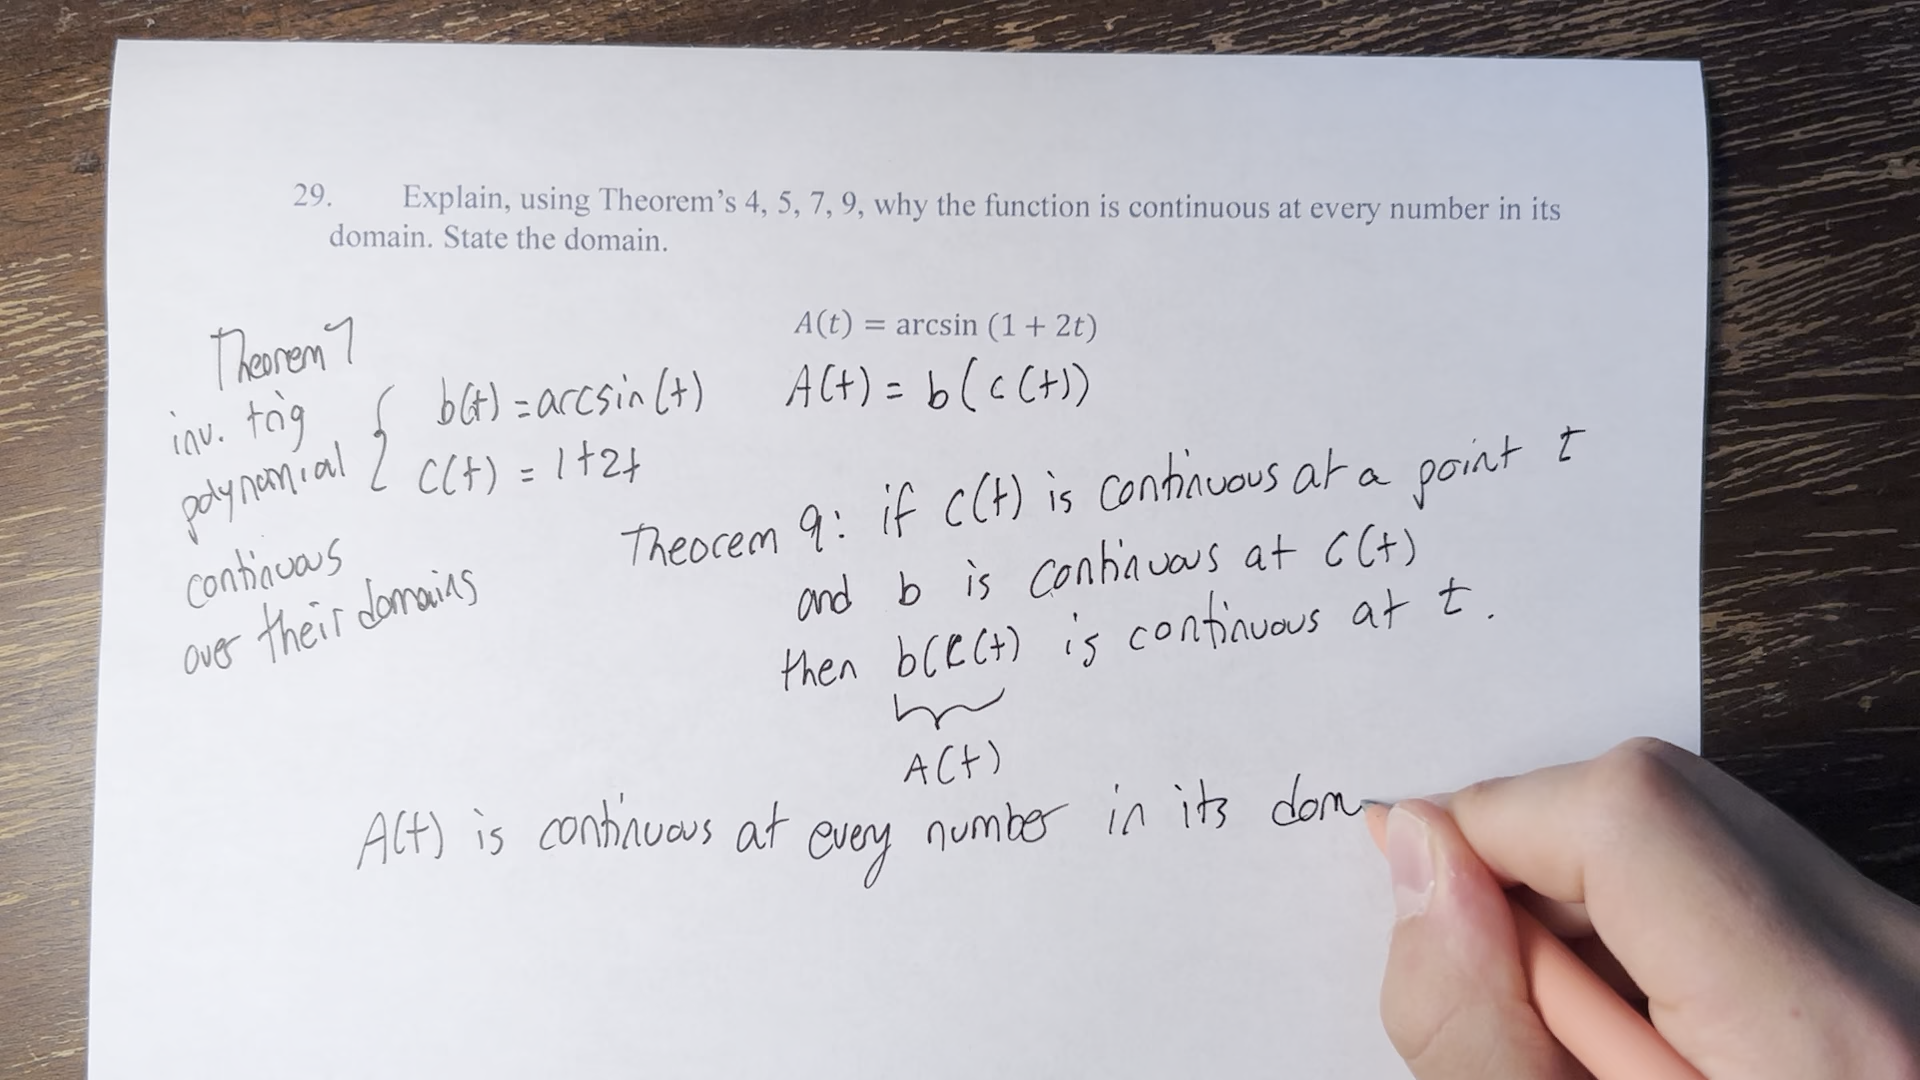 29. Explain, using Theorem's 4, 5, 7, 9, why the function is continuous at every number in its
domain. State the domain.
A(t) = arcsin (1 + 2t)
Theorem 7
inv. trig
polynomial
continuous
over their domains
b(t) = arcsin(t)
c(t) = 1+2t
A(t) = b(c(t))
Theorem 9: if c(t) is continuous at a point t
and b is continuous at c(t)
then b(c(t) is continuous at t.
A(t)
A(t) is continuous at every number in its dom